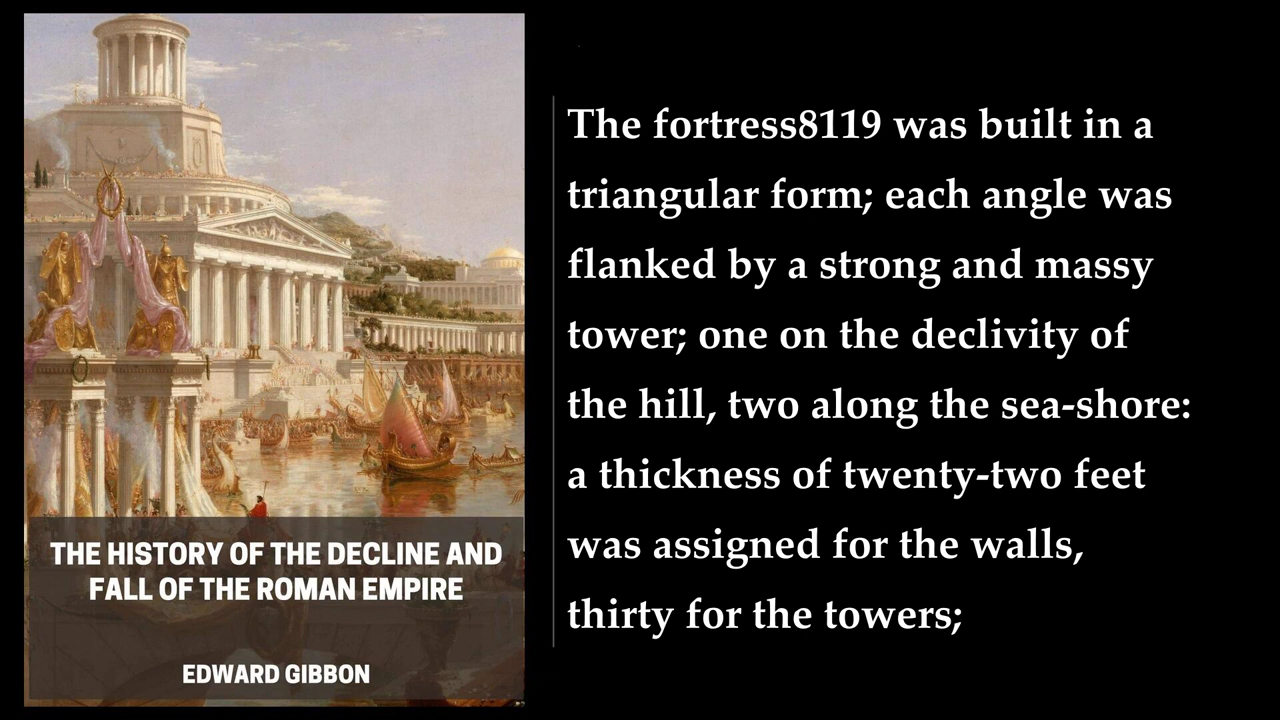 THE HISTORY OF THE DECLINE AND
FALL OF THE ROMAN EMPIRE
EDWARD GIBBON
The fortress8119 was built in a
triangular form; each angle was
flanked by a strong and massy
tower; one on the declivity of
the hill, two along the sea-shore:
a thickness of twenty-two feet
was assigned for the walls,
thirty for the towers;